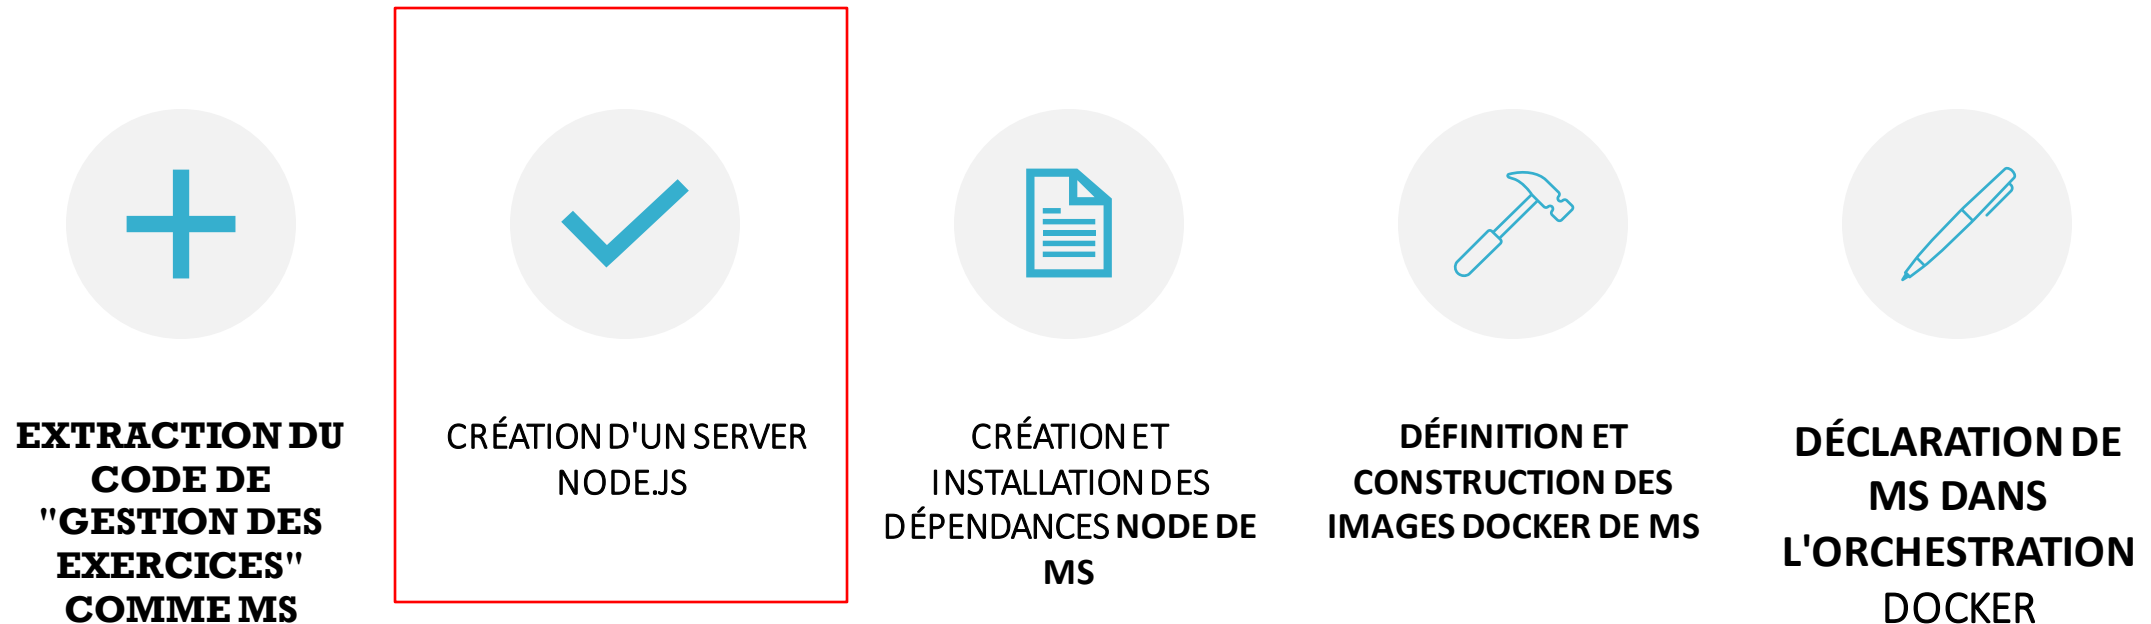 EXTRACTION DU
CODE DE
"GESTION DES
EXERCICES"
COMME MS
CRÉATION D'UN SERVER
NODE.JS
CRÉATION ET
INSTALLATION DES
DÉPENDANCES NODE DE
MS
DÉFINITION ET
CONSTRUCTION DES
IMAGES DOCKER DE MS
DÉCLARATION DE
MS DANS
L'ORCHESTRATION
DOCKER